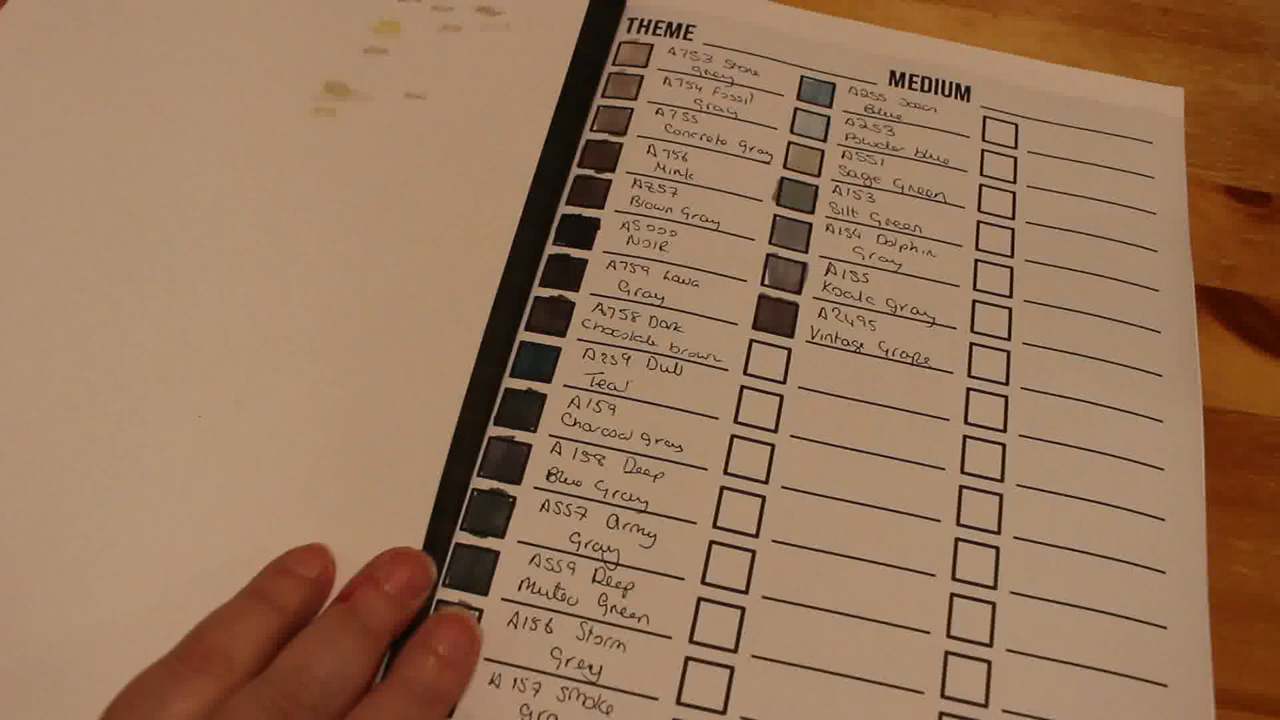 THEME
A753 Stone
grey
A754 Fossil
Gray
A755
Concrete Gray
A756
Mink
A757
Brown Gray
A5000
NOIR
A759 Lava
Gray
A758 Dark
Chocolate brown
A259 Dull
Teal
A159
Charcoal gray
A158 Deep
Blue Gray
A557 Army
Gray
A559 Deep
Muted Green
A156 Storm
Grey
A157 Smoke
MEDIUM
A255
Blue
A253
Powder blue
A551
Sage Green
A153
Silt Green
A154 Dolphin
Gray
A155
Koala gray
A2495
Vintage Grape